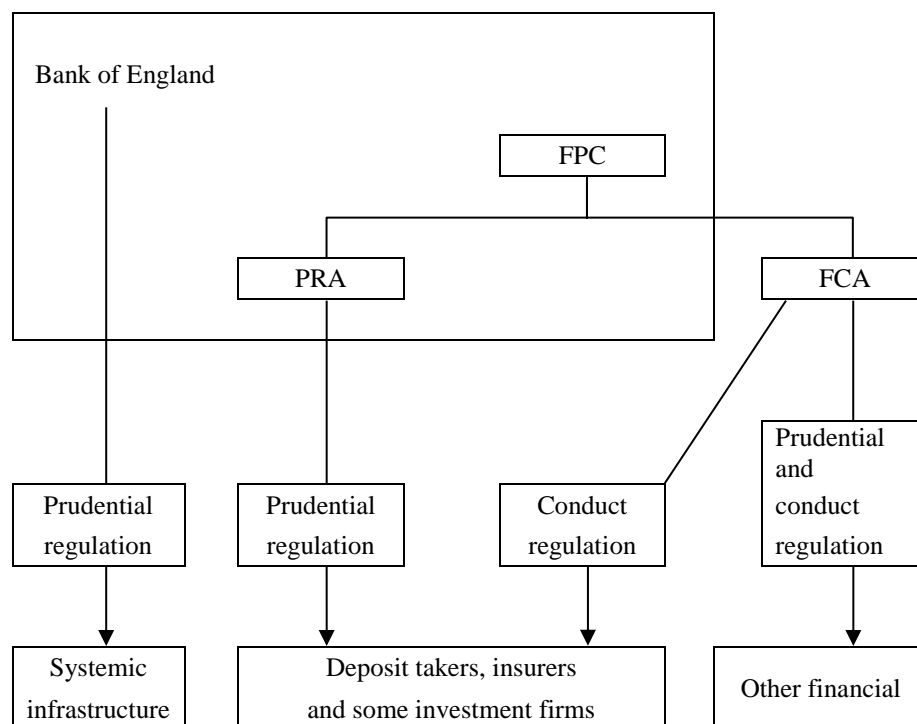 Bank of England
FPC
PRA
FCA
Prudential
regulation
Prudential
regulation
Conduct
regulation
Prudential
and
conduct
regulation
Systemic
infrastructure
Deposit takers, insurers
and some investment firms
Other financial